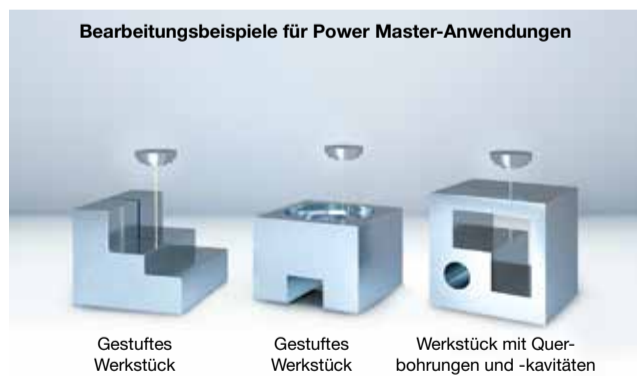 Bearbeitungsbeispiele für Power Master-Anwendungen
Gestuftes
Werkstück
Gestuftes
Werkstück
Werkstück mit Quer-
bohrungen und -kavitäten